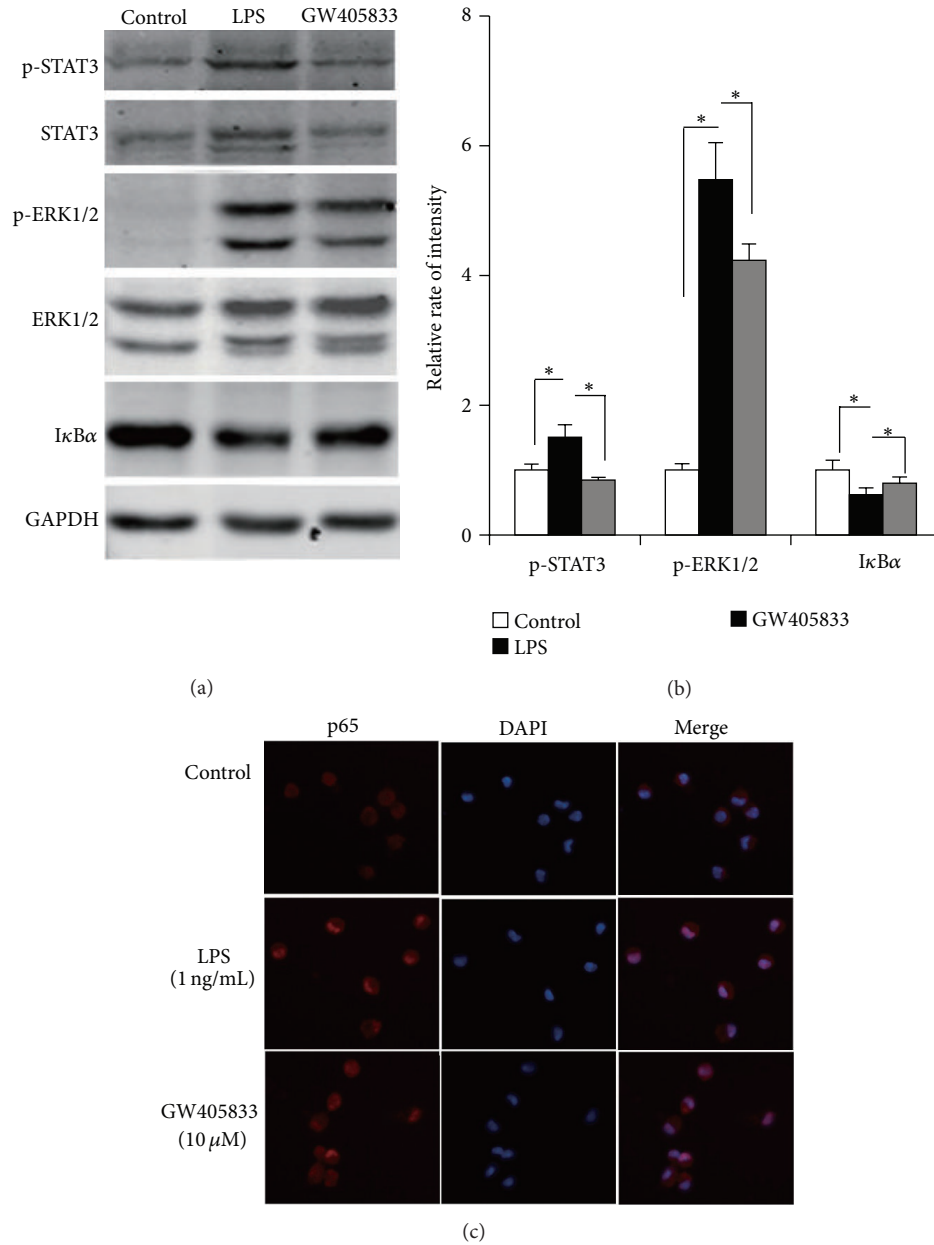 Control LPS GW405833
p-STAT3
STAT3
p-ERK1/2
ERK1/2
IκBα
GAPDH
(a)
Relative rate of intensity
8
6
4
2
0
* *
* *
* *
p-STAT3 p-ERK1/2 IκBα
Control GW405833
LPS
(b)
p65 DAPI Merge
Control
LPS
(1 ng/mL)
GW405833
(10 μM)
(c)